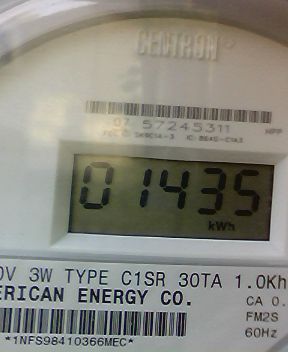 CENTRON®
07 57245311
HPP
01435
kWh
0V 3W TYPE C1SR 30TA 1.0Kh
ERICAN ENERGY CO.
CA 0.
FM2S
60Hz
*1NFS98410366MEC*